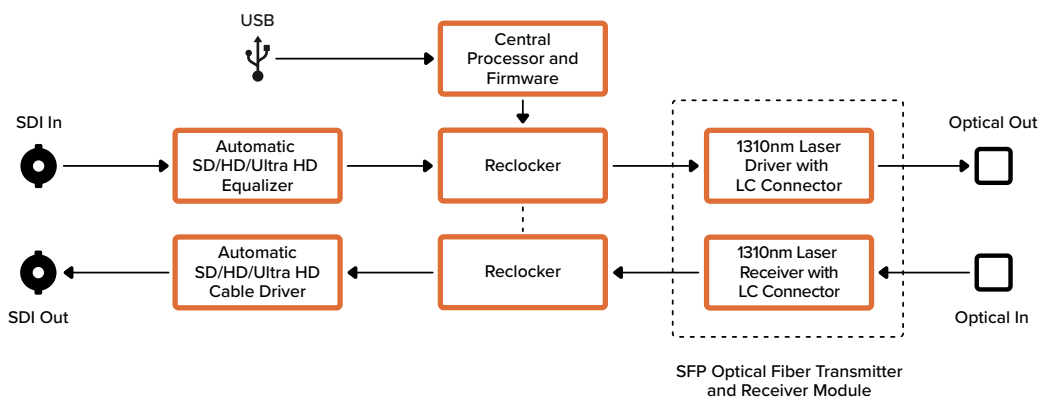 USB
Central
Processor and
Firmware
SDI In
Automatic
SD/HD/Ultra HD
Equalizer
Reclocker
1310nm Laser
Driver with
LC Connector
Optical Out
Automatic
SD/HD/Ultra HD
Cable Driver
Reclocker
1310nm Laser
Receiver with
LC Connector
SDI Out
Optical In
SFP Optical Fiber Transmitter
and Receiver Module